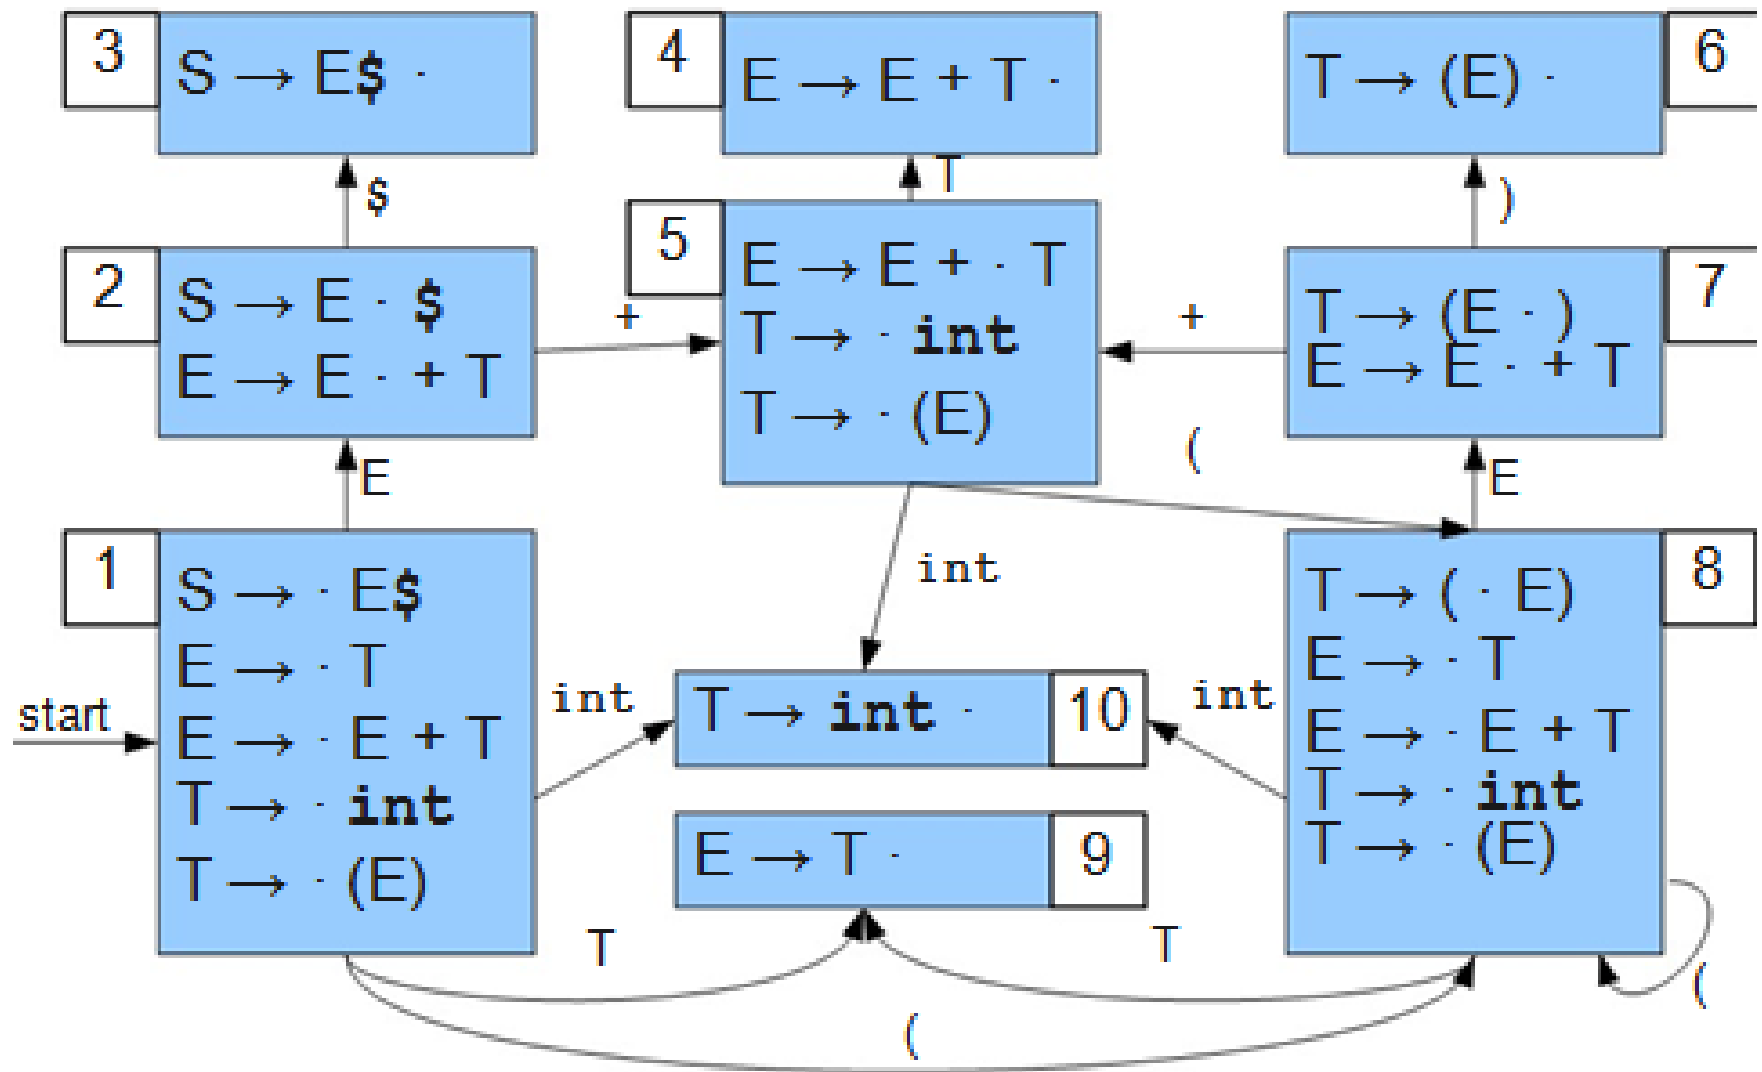 3
S → E$ ·
4
E → E + T ·
T → (E) ·
6
$
T
)
2
S → E · $
E → E · + T
+
5
E → E + · T
T → · int
T → · (E)
+
T → (E · )
E → E · + T
7
E
(
E
1
S → · E$
E → · T
E → · E + T
T → · int
T → · (E)
start
int
int
T → int ·
10
int
E → T ·
9
T → ( · E)
E → · T
E → · E + T
T → · int
T → · (E)
8
T
T
(
(